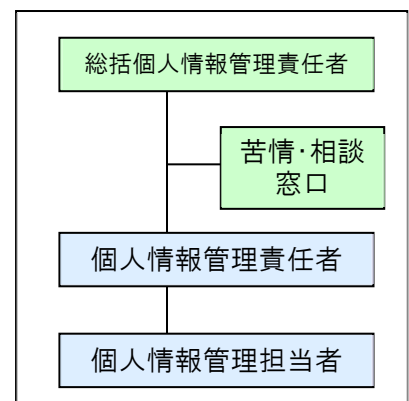 総括個人情報管理責任者
苦情･相談
窓口
個人情報管理責任者
個人情報管理担当者